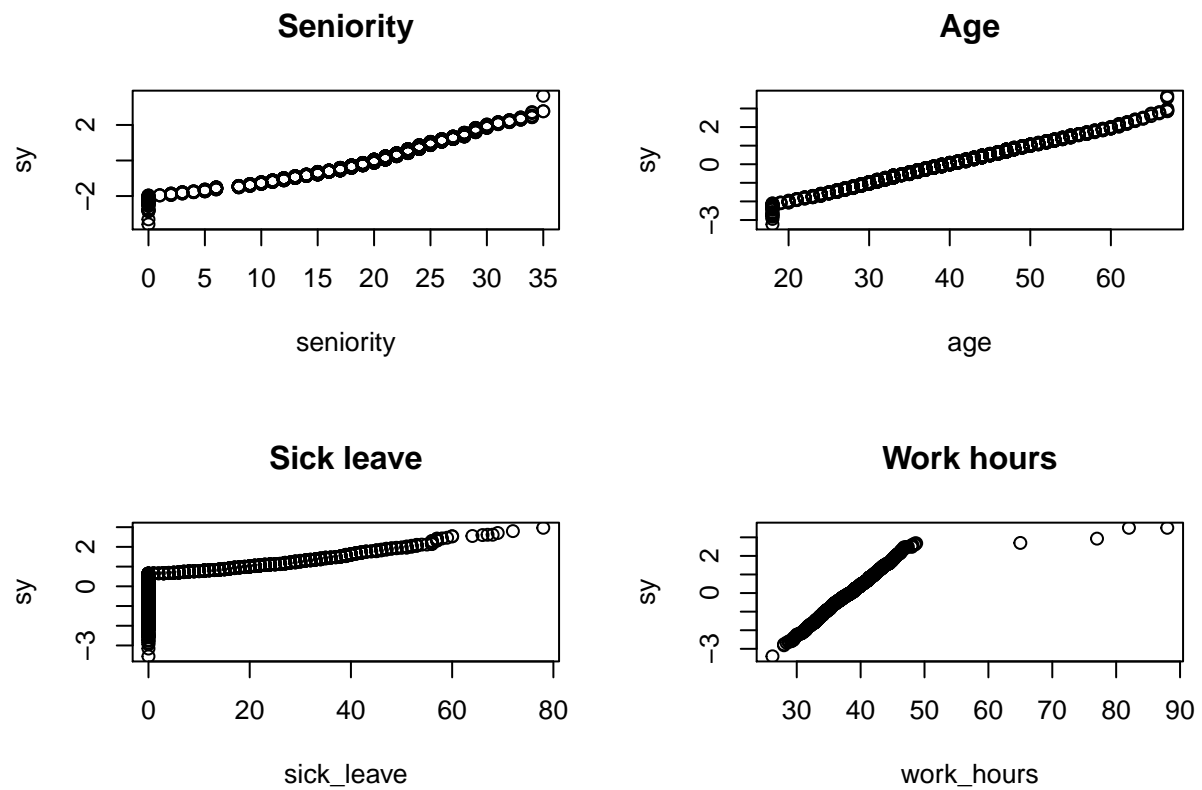 Seniority
sy
2
−2
0 5 10 15 20 25 30 35
seniority
Age
sy
2
0
−3
20 30 40 50 60
age
Sick leave
sy
2
0
−3
0 20 40 60 80
sick_leave
Work hours
sy
2
0
−3
30 40 50 60 70 80 90
work_hours